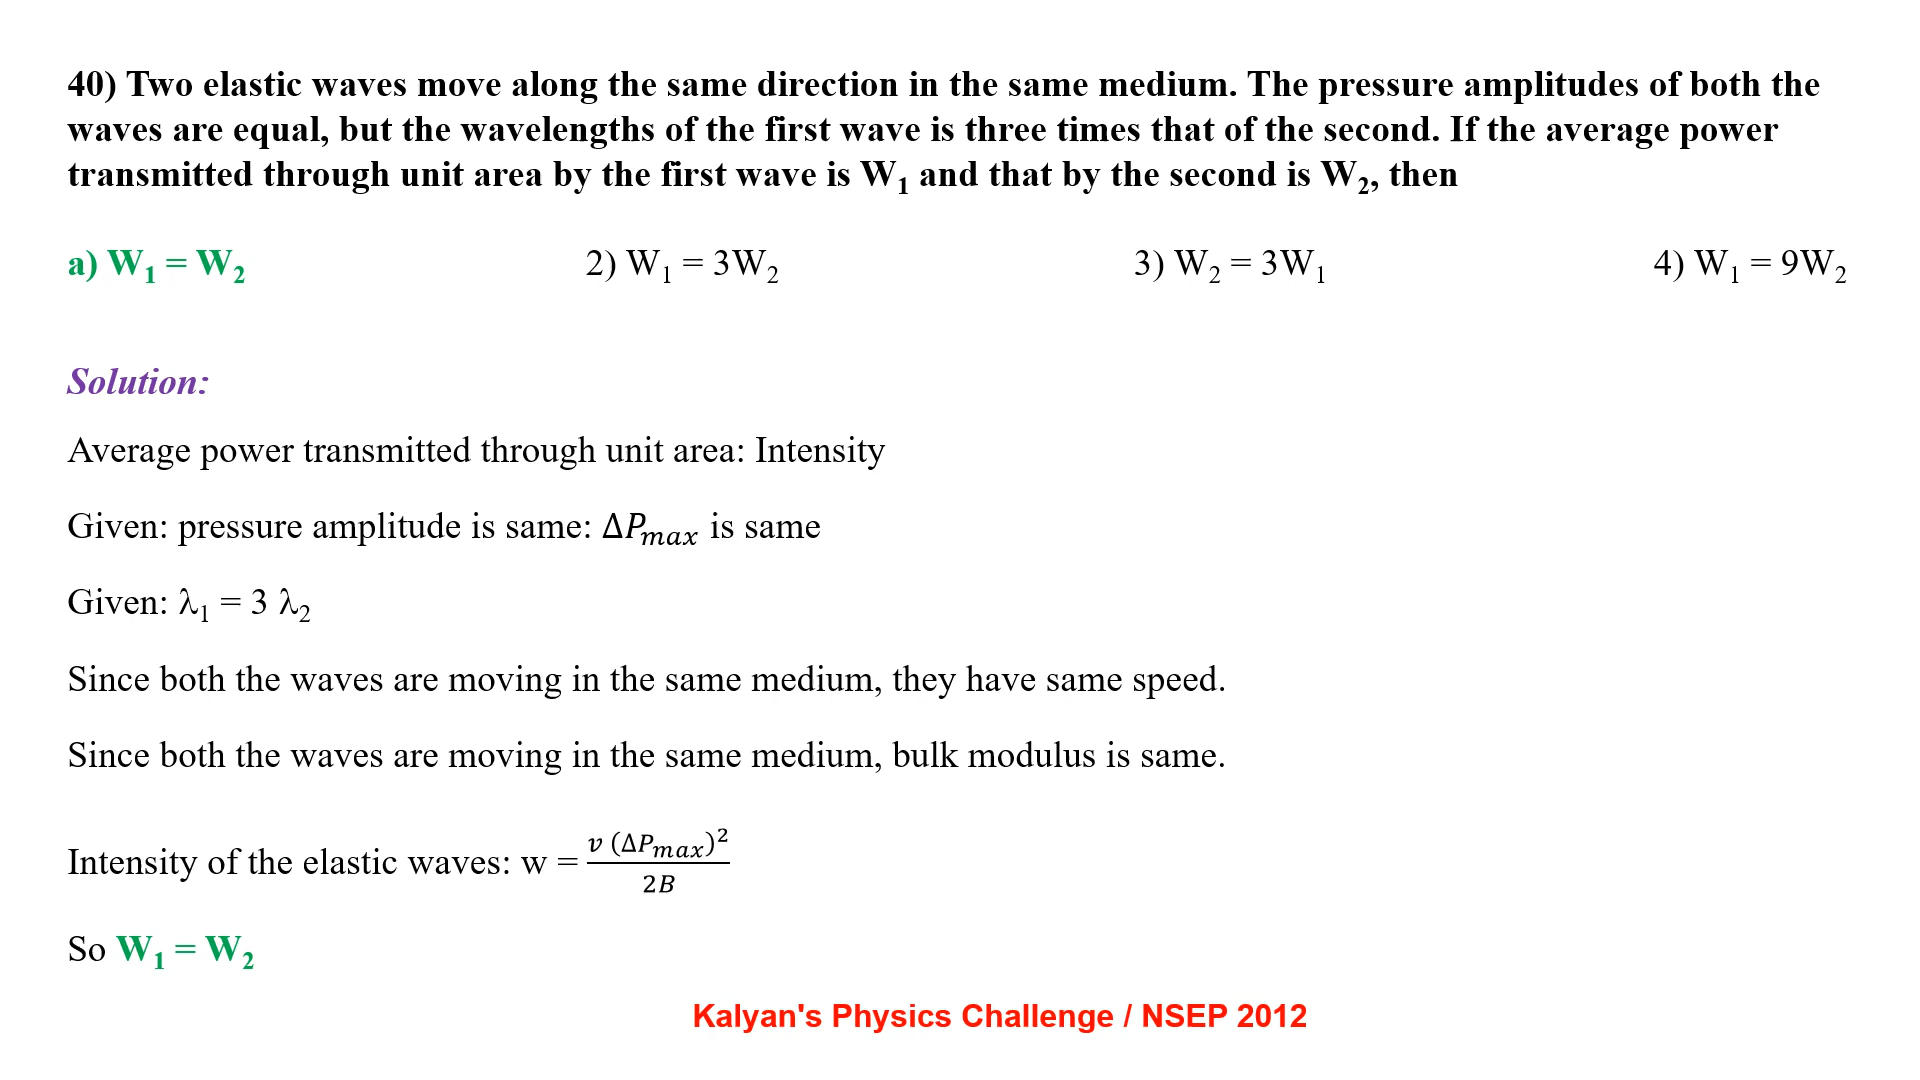 40) Two elastic waves move along the same direction in the same medium. The pressure amplitudes of both the
waves are equal, but the wavelengths of the first wave is three times that of the second. If the average power
transmitted through unit area by the first wave is W₁ and that by the second is W₂, then
a) W₁ = W₂ 2) W₁ = 3W₂ 3) W₂ = 3W₁ 4) W₁ = 9W₂
Solution:
Average power transmitted through unit area: Intensity
Given: pressure amplitude is same: ΔP_max is same
Given: λ₁ = 3 λ₂
Since both the waves are moving in the same medium, they have same speed.
Since both the waves are moving in the same medium, bulk modulus is same.
Intensity of the elastic waves: w = v (ΔP_max)² / 2B
So W₁ = W₂
Kalyan's Physics Challenge / NSEP 2012